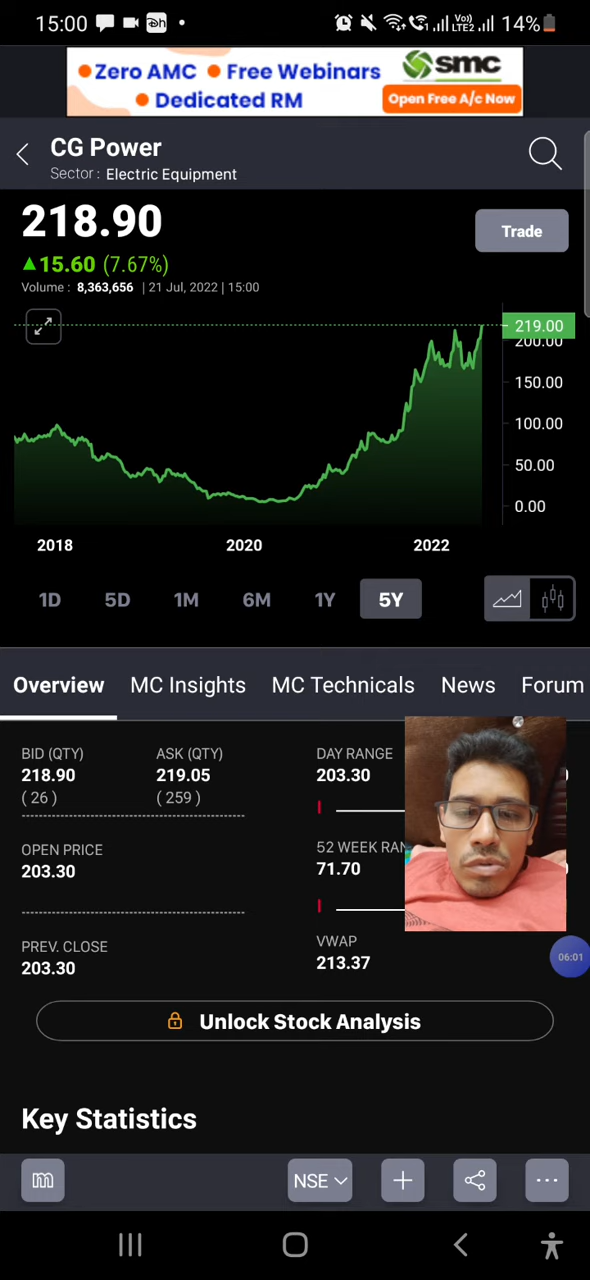 15:00
Vo)) LTE2
14%
Zero AMC Free Webinars
Dedicated RM
smc
Open Free A/c Now
CG Power
Sector : Electric Equipment
218.90
Trade
15.60 (7.67%)
Volume : 8,363,656 | 21 Jul, 2022 | 15:00
219.00
200.00
150.00
100.00
50.00
0.00
2018 2020 2022
1D 5D 1M 6M 1Y 5Y
Overview MC Insights MC Technicals News Forum
BID (QTY) ASK (QTY) DAY RANGE
218.90 219.05 203.30
( 26 ) ( 259 )
OPEN PRICE 52 WEEK RAN
203.30 71.70
PREV. CLOSE VWAP
203.30 213.37
06:01
Unlock Stock Analysis
Key Statistics
NSE